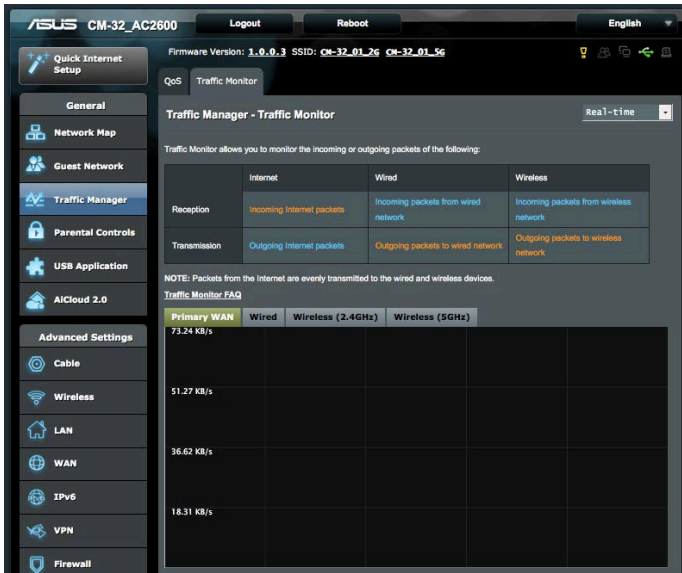 ASUS CM-32_AC2600 Logout Reboot English
Quick Internet
Setup
General
Network Map
Guest Network
Traffic Manager
Parental Controls
USB Application
AiCloud 2.0
Advanced Settings
Cable
Wireless
LAN
WAN
IPv6
VPN
Firewall
Firmware Version: 1.0.0.3 SSID: CM-32_01_2G CM-32_01_5G
QoS Traffic Monitor
Traffic Manager - Traffic Monitor Real-time
Traffic Monitor allows you to monitor the incoming or outgoing packets of the following:
Internet Wired Wireless
Reception Incoming Internet packets Incoming packets from wired network Incoming packets from wireless network
Transmission Outgoing Internet packets Outgoing packets to wired network Outgoing packets to wireless network
NOTE: Packets from the Internet are evenly transmitted to the wired and wireless devices.
Traffic Monitor FAQ
Primary WAN Wired Wireless (2.4GHz) Wireless (5GHz)
73.24 KB/s
51.27 KB/s
36.62 KB/s
18.31 KB/s